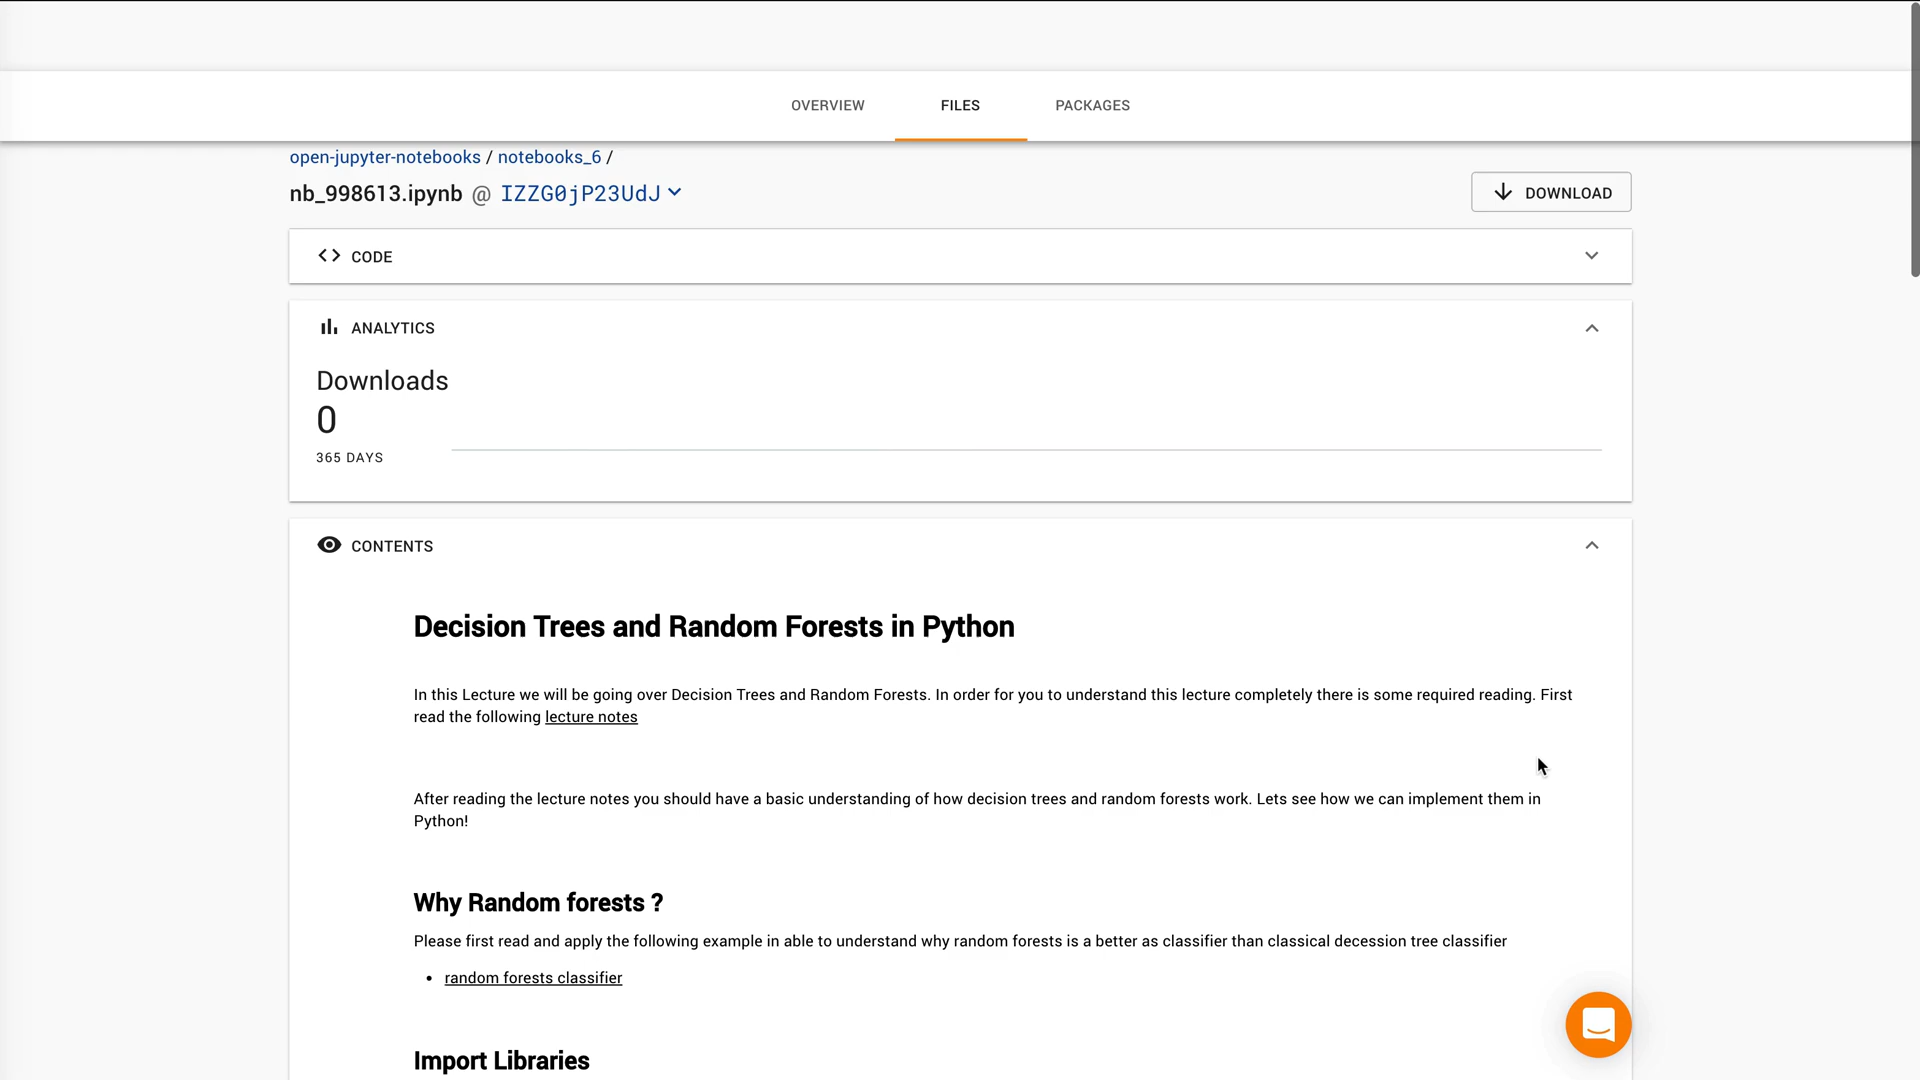 OVERVIEW FILES PACKAGES
open-jupyter-notebooks / notebooks_6 /
nb_998613.ipynb @ IZZG0jP23UdJ
DOWNLOAD
<> CODE
ANALYTICS
Downloads
0
365 DAYS
CONTENTS
Decision Trees and Random Forests in Python
In this Lecture we will be going over Decision Trees and Random Forests. In order for you to understand this lecture completely there is some required reading. First
read the following lecture notes
After reading the lecture notes you should have a basic understanding of how decision trees and random forests work. Lets see how we can implement them in
Python!
Why Random forests ?
Please first read and apply the following example in able to understand why random forests is a better as classifier than classical decession tree classifier
• random forests classifier
Import Libraries